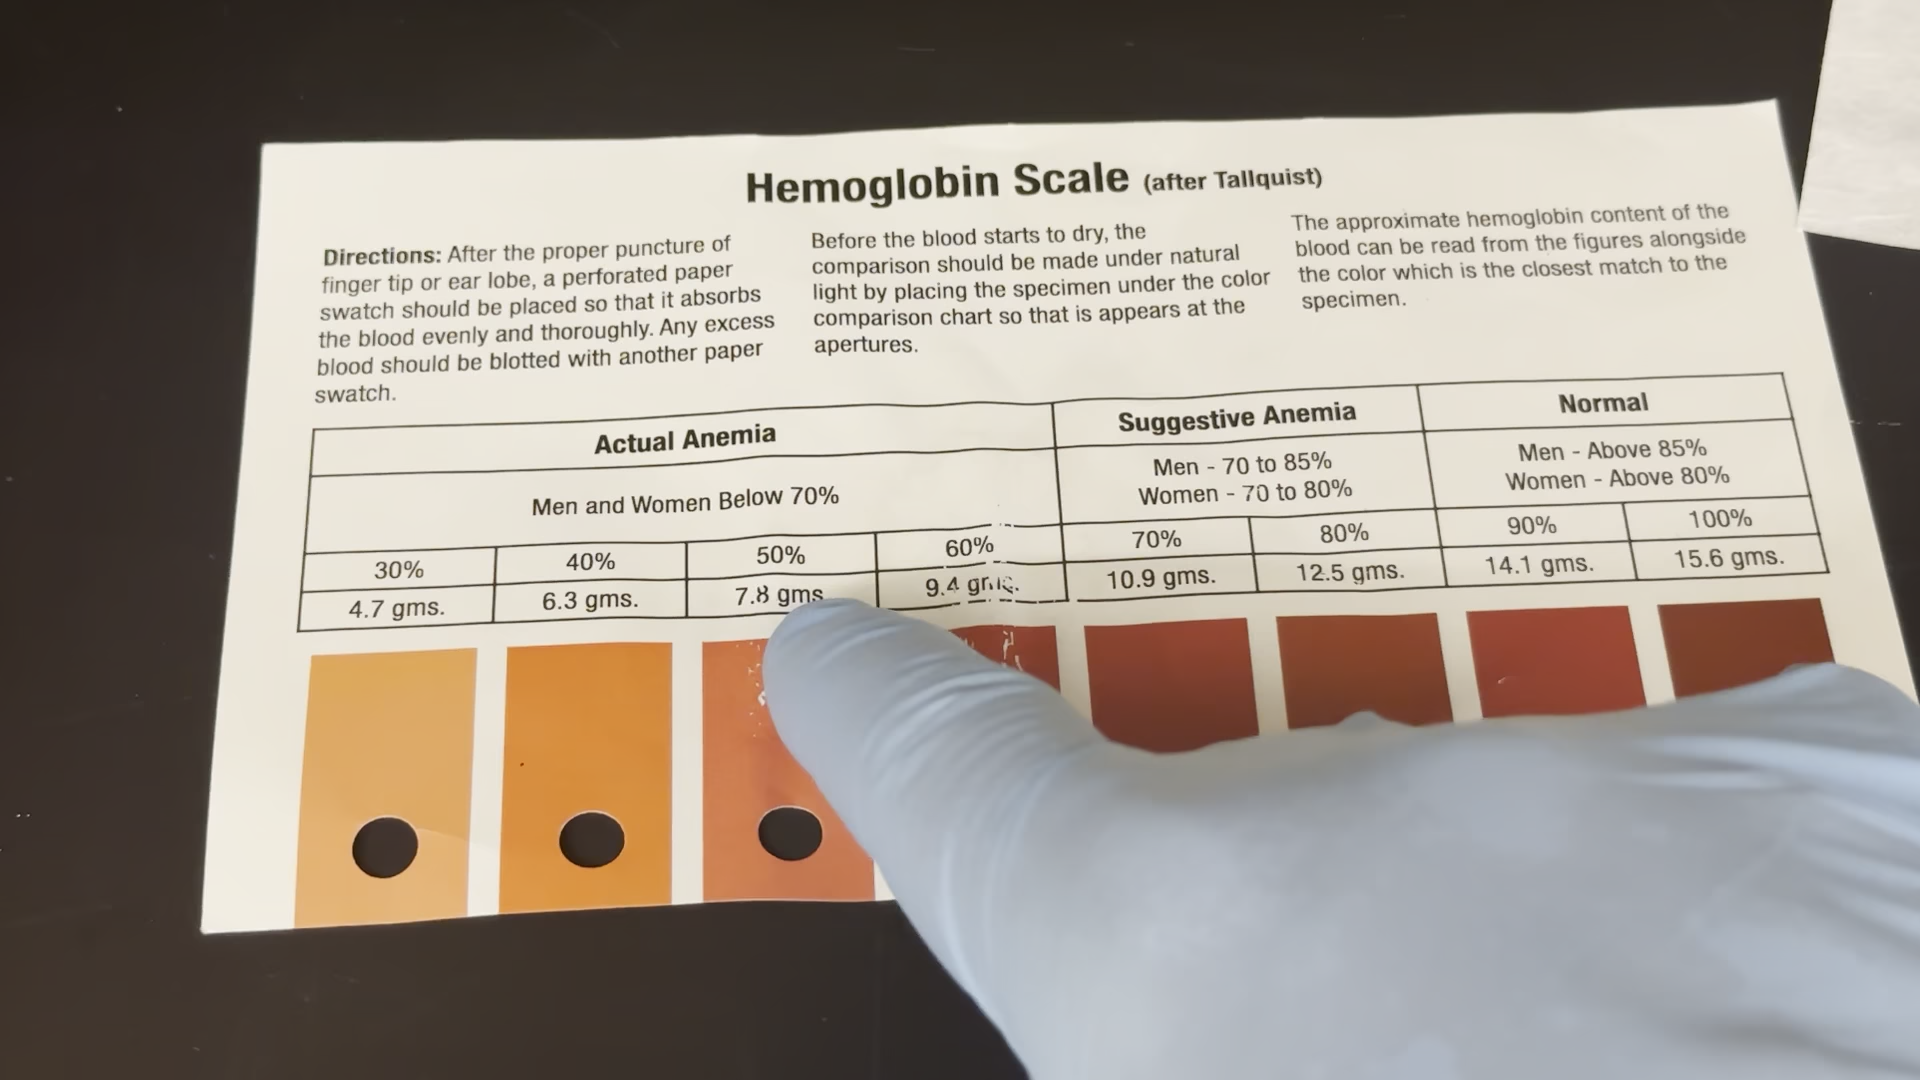 Hemoglobin Scale (after Tallquist)
Directions: After the proper puncture of
finger tip or ear lobe, a perforated paper
swatch should be placed so that it absorbs
the blood evenly and thoroughly. Any excess
blood should be blotted with another paper
swatch.
Before the blood starts to dry, the
comparison should be made under natural
light by placing the specimen under the color
comparison chart so that is appears at the
apertures.
The approximate hemoglobin content of the
blood can be read from the figures alongside
the color which is the closest match to the
specimen.
Actual Anemia
Suggestive Anemia
Normal
Men and Women Below 70%
Men - 70 to 85%
Women - 70 to 80%
Men - Above 85%
Women - Above 80%
30% 40% 50% 60% 70% 80% 90% 100%
4.7 gms. 6.3 gms. 7.8 gms 9.4 gms. 10.9 gms. 12.5 gms. 14.1 gms. 15.6 gms.